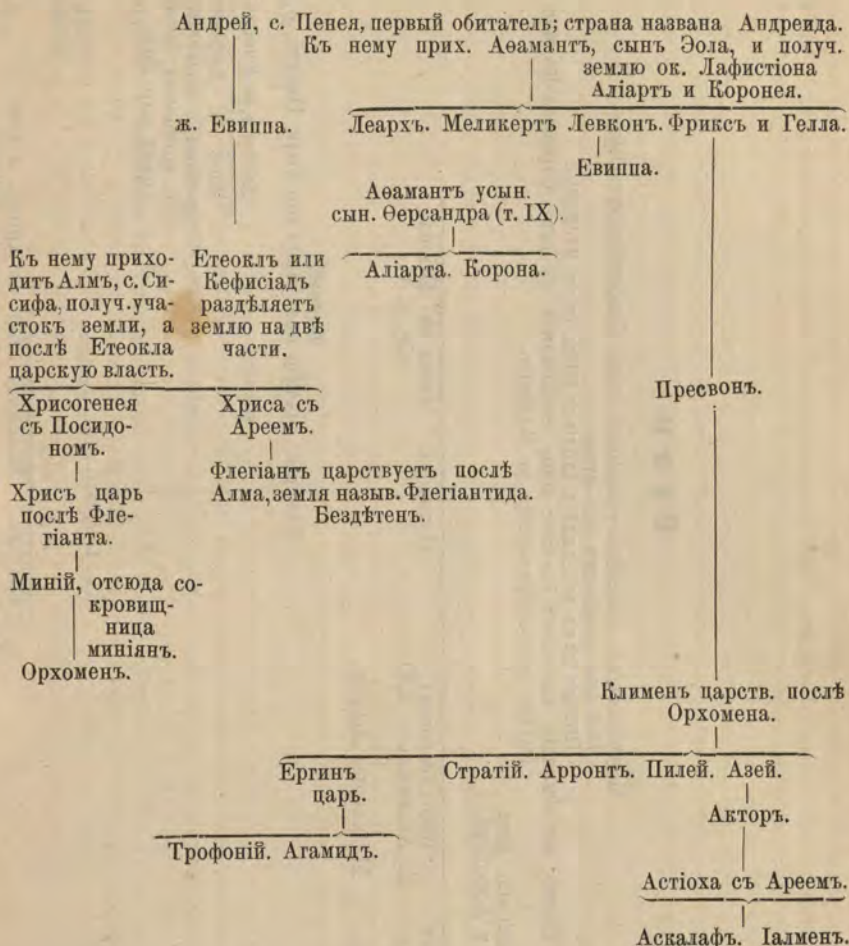 Андрей, с. Пенея, первый обитатель; страна названа Андреида.
Къ нему прих. Аѳамантъ, сынъ Эола, и получ.
землю ок. Лафистіона
Аліартъ и Коронея.
ж. Евиппа. Леархъ. Меликертъ Левконъ. Фриксъ и Гелла.
Евиппа.
Аѳамантъ усын.
сын. Ѳерсандра (т. IX).
Аліарта. Корона.
Къ нему прихо-
дитъ Алмъ, с. Си-
сифа, получ. уча-
стокъ земли, а
послѣ Етеокла
царскую власть.
Етеоклъ или
Кефисіадъ
раздѣляетъ
землю на двѣ
части.
Пресвонъ.
Хрисогенея
съ Посидо-
номъ.
Хриса съ
Ареемъ.
Флегіантъ царствуетъ послѣ
Алма, земля назыв. Флегіантида.
Бездѣтенъ.
Хрисъ царь
послѣ Фле-
гіанта.
Миній, отсюда со-
кровищ-
ница
миніянъ.
Орхоменъ.
Клименъ царств. послѣ
Орхомена.
Ергинъ
царь.
Стратій. Арронтъ. Пилей. Азей.
Акторъ.
Трофоній. Агамидъ.
Астіоха съ Ареемъ.
Аскалафъ. Іалменъ.